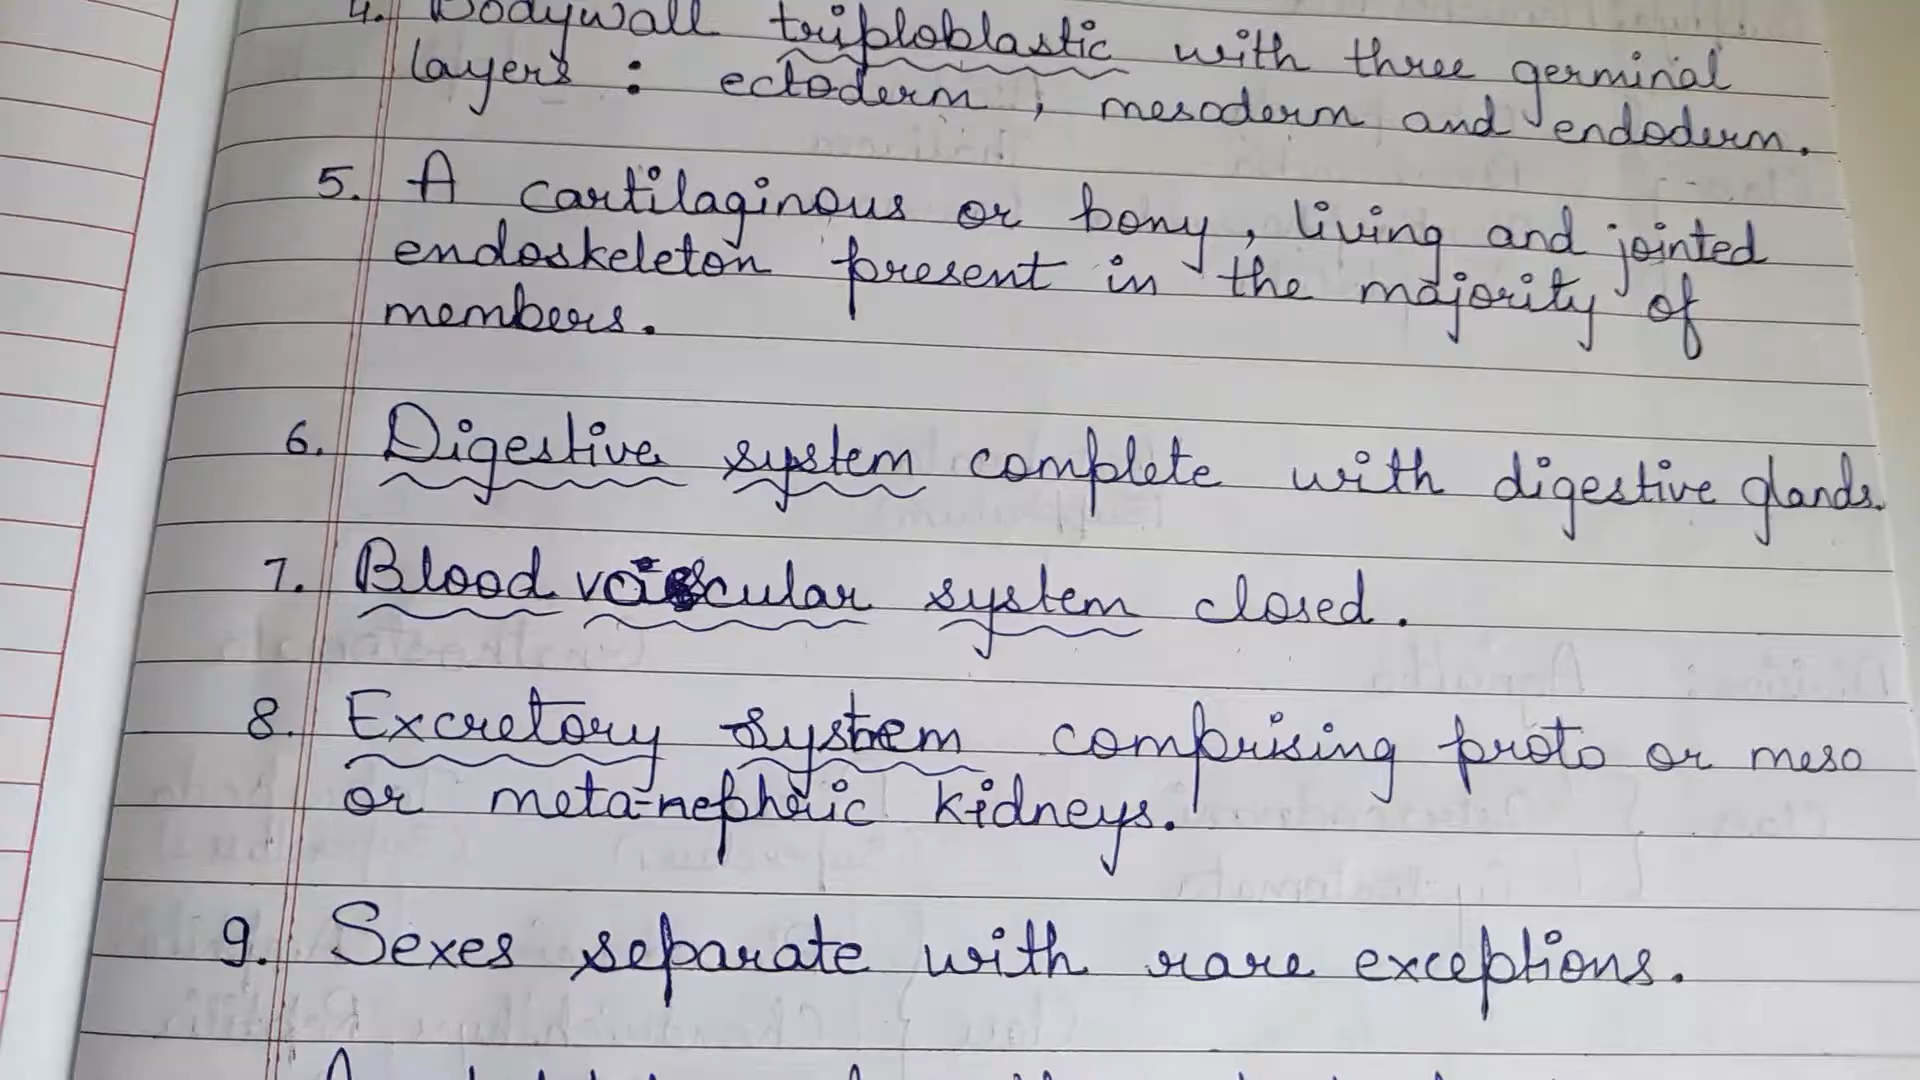 4. Bodywall triploblastic with three germinal
layers : ectoderm, mesoderm and endoderm.
5. A cartilaginous or bony, living and jointed
endoskeleton present in the majority of
members.
6. Digestive system complete with digestive glands.
7. Blood vascular system closed.
8. Excretory system comprising proto or meso
or meta-nephric kidneys.
9. Sexes separate with rare exceptions.